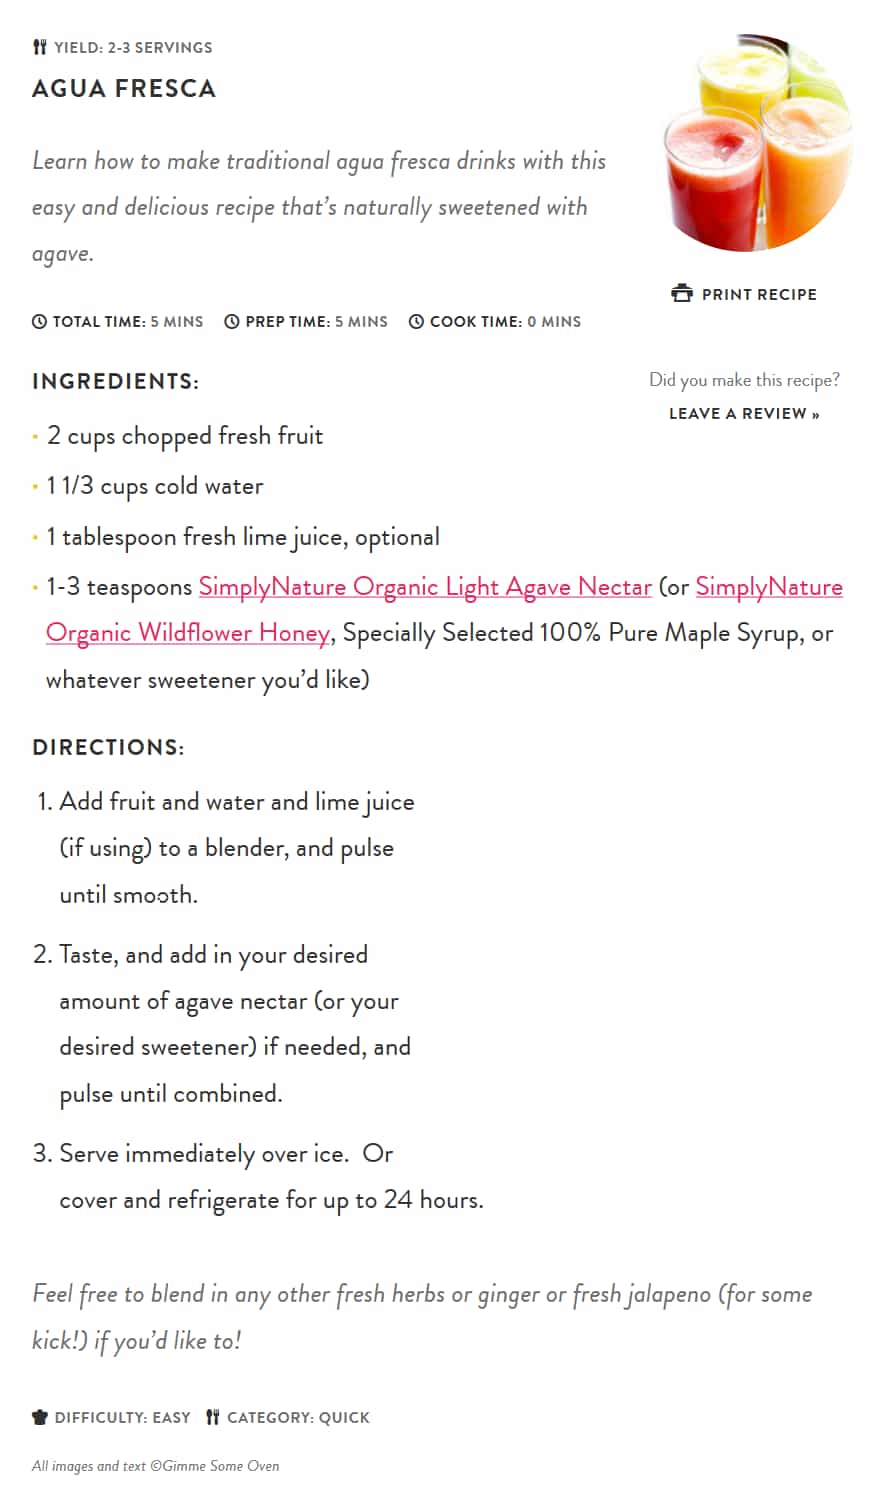 YIELD: 2-3 SERVINGS
AGUA FRESCA
Learn how to make traditional agua fresca drinks with this
easy and delicious recipe that's naturally sweetened with
agave.
PRINT RECIPE
TOTAL TIME: 5 MINS PREP TIME: 5 MINS COOK TIME: 0 MINS
Did you make this recipe?
LEAVE A REVIEW »
INGREDIENTS:
• 2 cups chopped fresh fruit
• 1 1/3 cups cold water
• 1 tablespoon fresh lime juice, optional
• 1-3 teaspoons SimplyNature Organic Light Agave Nectar (or SimplyNature
Organic Wildflower Honey, Specially Selected 100% Pure Maple Syrup, or
whatever sweetener you'd like)
DIRECTIONS:
1. Add fruit and water and lime juice
(if using) to a blender, and pulse
until smooth.
2. Taste, and add in your desired
amount of agave nectar (or your
desired sweetener) if needed, and
pulse until combined.
3. Serve immediately over ice. Or
cover and refrigerate for up to 24 hours.
Feel free to blend in any other fresh herbs or ginger or fresh jalapeno (for some
kick!) if you'd like to!
DIFFICULTY: EASY CATEGORY: QUICK
All images and text ©Gimme Some Oven